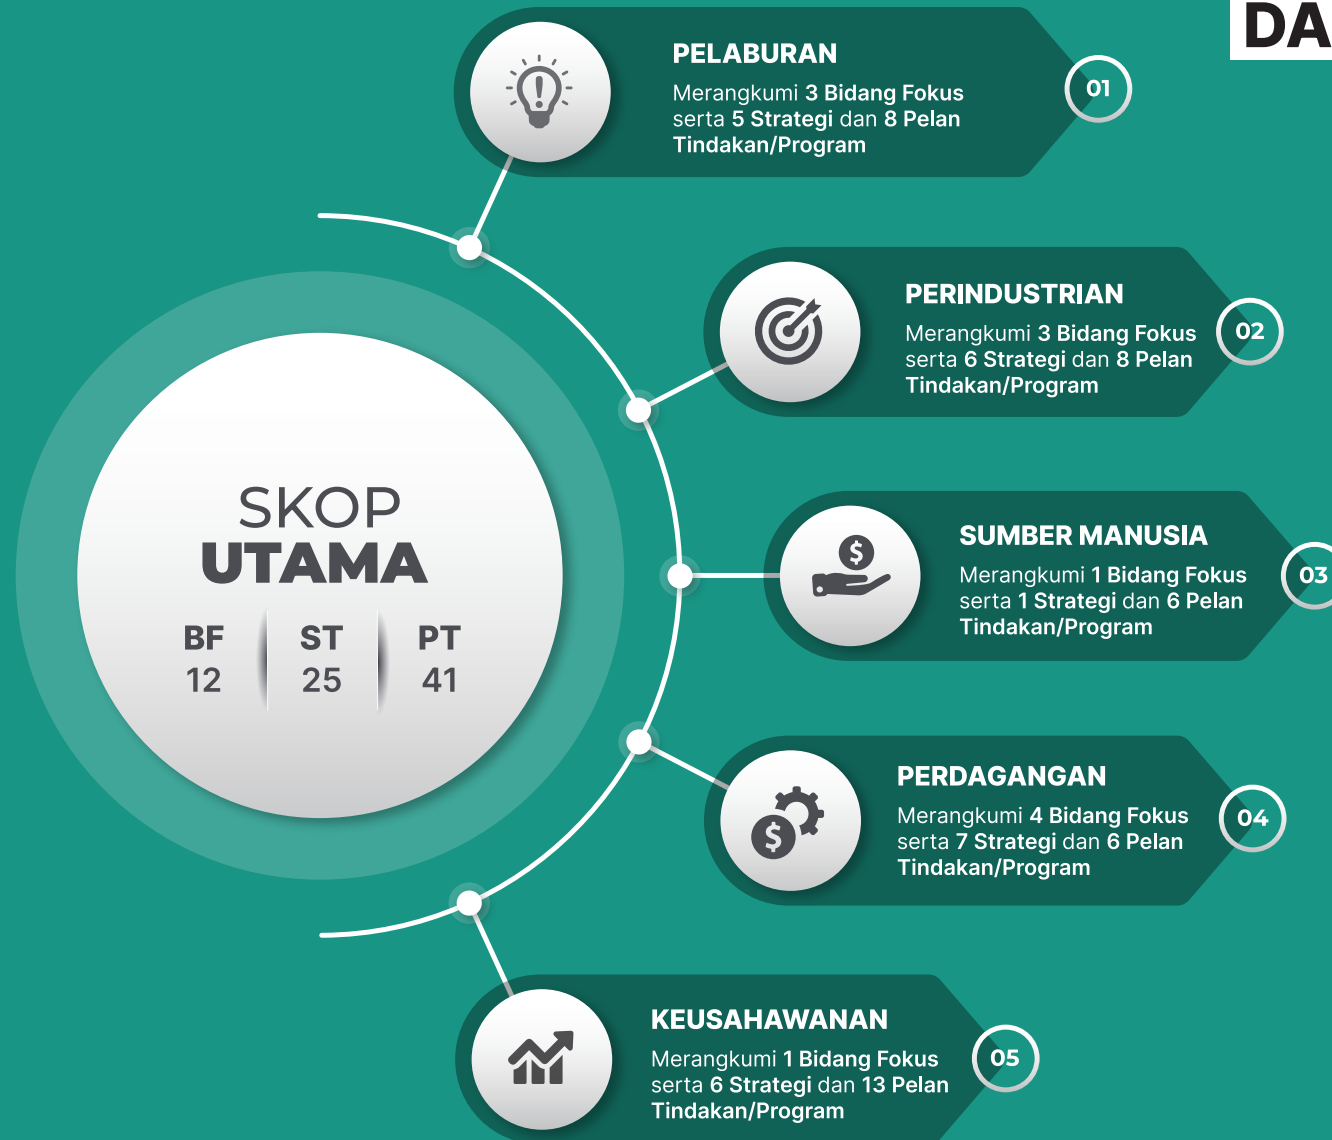 DA
PELABURAN
Merangkumi 3 Bidang Fokus
serta 5 Strategi dan 8 Pelan
Tindakan/Program
01
PERINDUSTRIAN
Merangkumi 3 Bidang Fokus
serta 6 Strategi dan 8 Pelan
Tindakan/Program
02
SKOP
UTAMA
BF ST PT
12 25 41
SUMBER MANUSIA
Merangkumi 1 Bidang Fokus
serta 1 Strategi dan 6 Pelan
Tindakan/Program
03
PERDAGANGAN
Merangkumi 4 Bidang Fokus
serta 7 Strategi dan 6 Pelan
Tindakan/Program
04
KEUSAHAWANAN
Merangkumi 1 Bidang Fokus
serta 6 Strategi dan 13 Pelan
Tindakan/Program
05